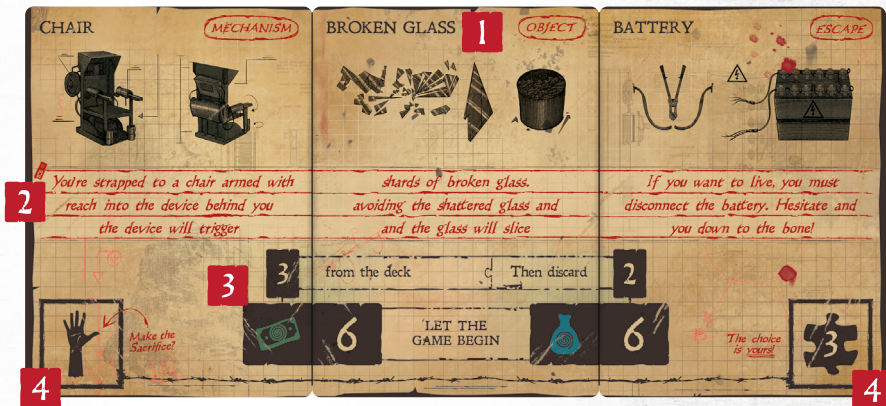 CHAIR MECHANISM BROKEN GLASS 1 OBJECT BATTERY ESCAPE
2
You're strapped to a chair armed with shards of broken glass. If you want to live, you must
reach into the device behind you avoiding the shattered glass and disconnect the battery. Hesitate and
the device will trigger and the glass will slice you down to the bone!
3
3 from the deck Then discard 2
6 LET THE 6
GAME BEGIN
Make the
Sacrifice?
The choice
is yours!
3
4 4